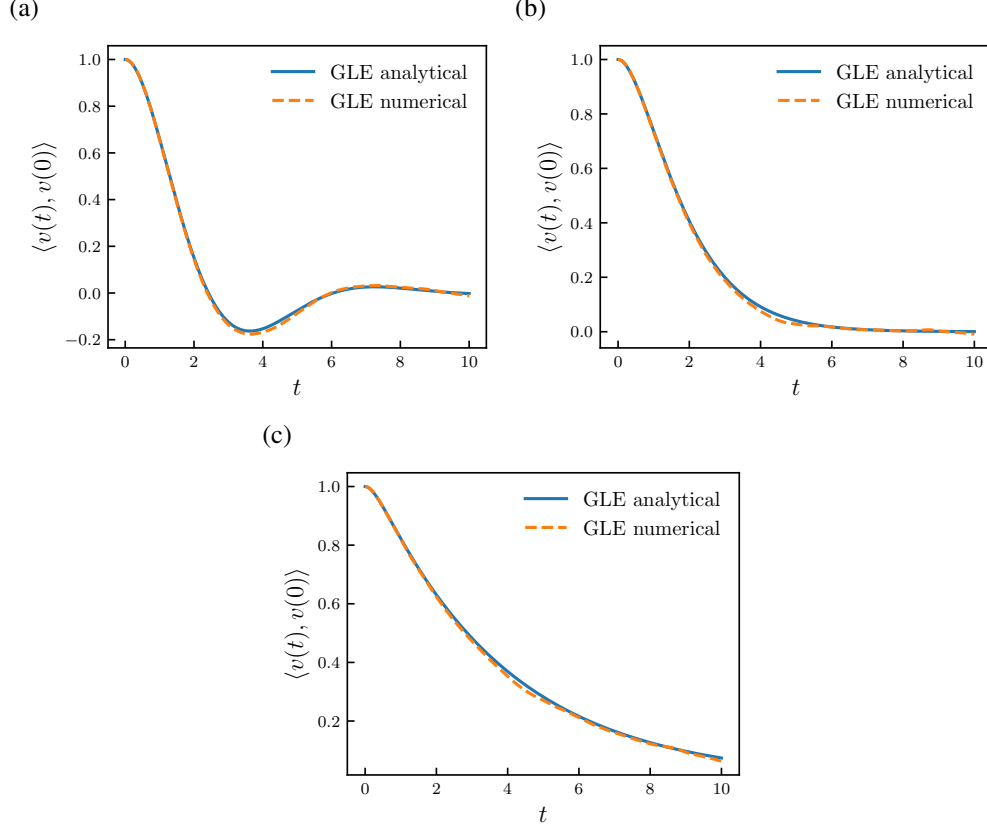 (a)
1.0
0.8
0.6
0.4
0.2
0.0
−0.2
0 2 4 6 8 10
t
⟨v(t), v(0)⟩
GLE analytical
GLE numerical
(b)
1.0
0.8
0.6
0.4
0.2
0.0
0 2 4 6 8 10
t
⟨v(t), v(0)⟩
GLE analytical
GLE numerical
(c)
1.0
0.8
0.6
0.4
0.2
0 2 4 6 8 10
t
⟨v(t), v(0)⟩
GLE analytical
GLE numerical